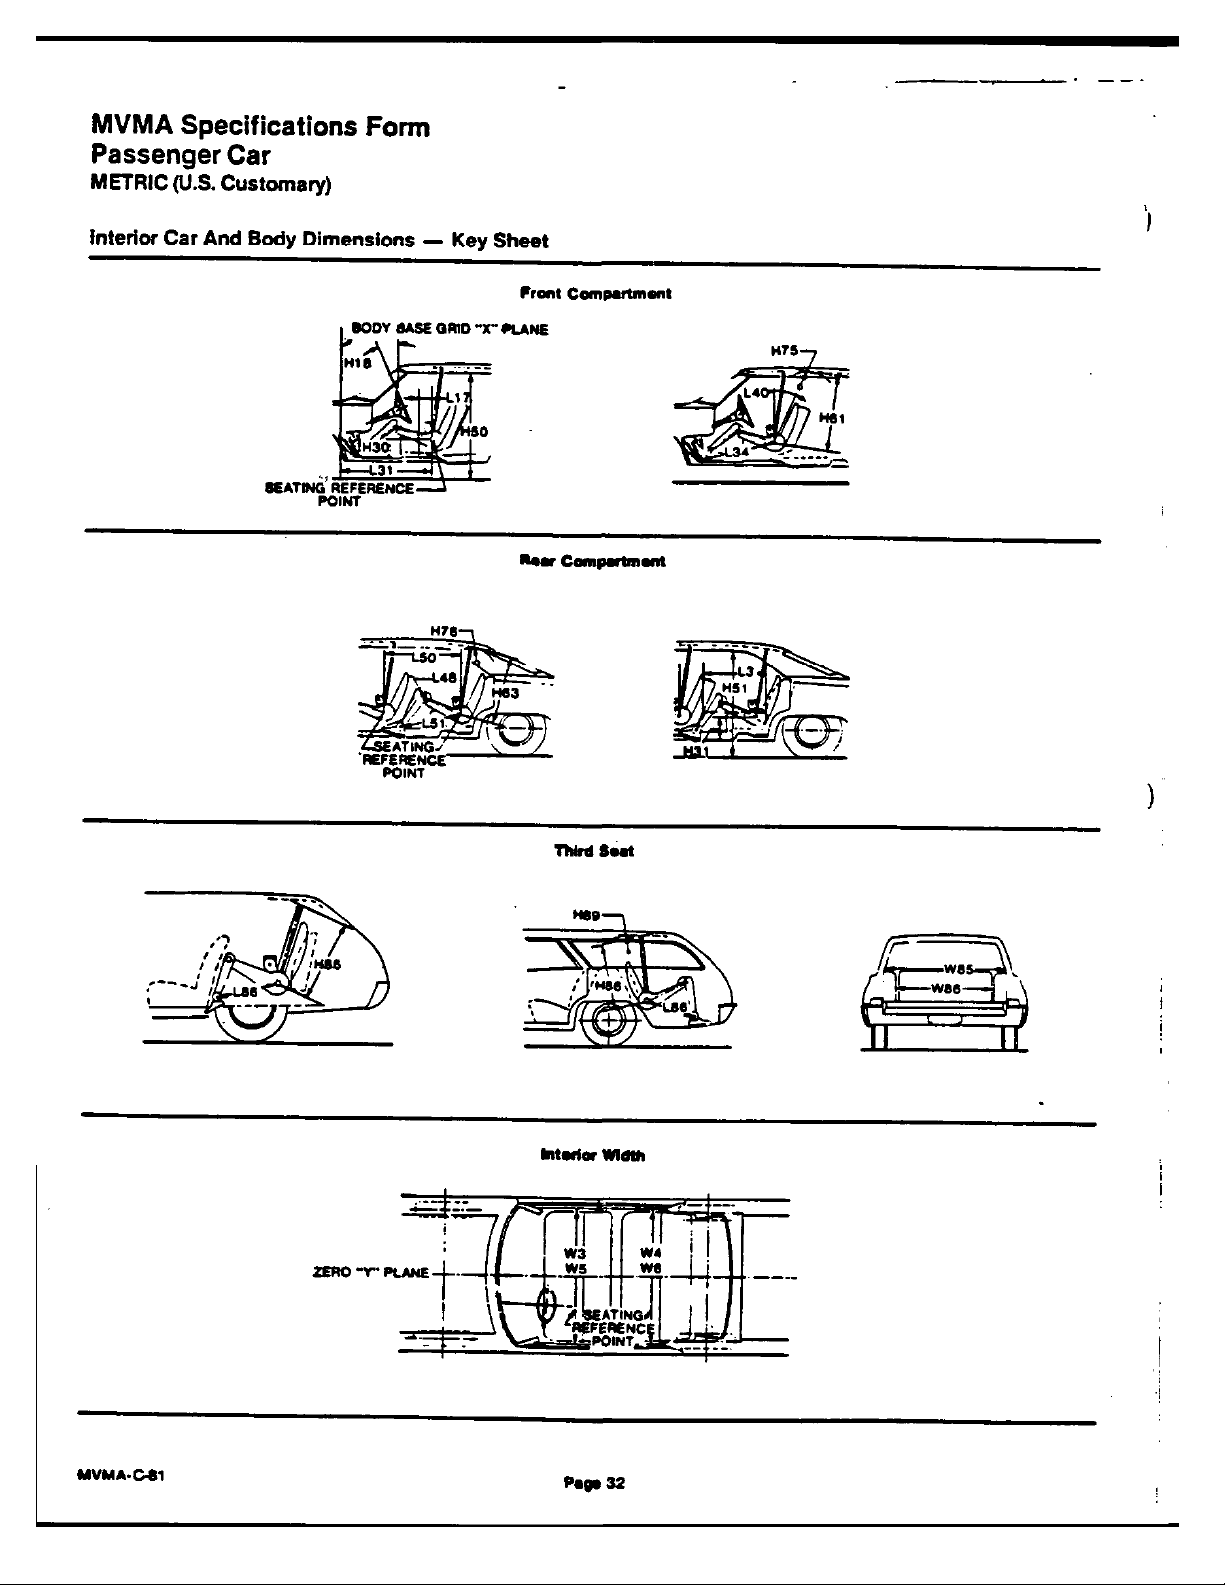 MVMA Specifications Form
Passenger Car
METRIC (U.S. Customary)
Interior Car And Body Dimensions — Key Sheet
Front Compartment
BODY BASE GRID "X" PLANE
H18
L17
H50
H30
L31
SEATING REFERENCE
POINT
H75
L40
H61
L34
Rear Compartment
H76
L50
L48
H63
L51
SEATING
REFERENCE
POINT
L3
H51
H31
Third Seat
H86
L86
H89
H86
L86
W85
W86
Interior Width
W3 W4
W5 W6
ZERO "Y" PLANE
SEATING
REFERENCE
POINT
MVMA-C-81
Page 32